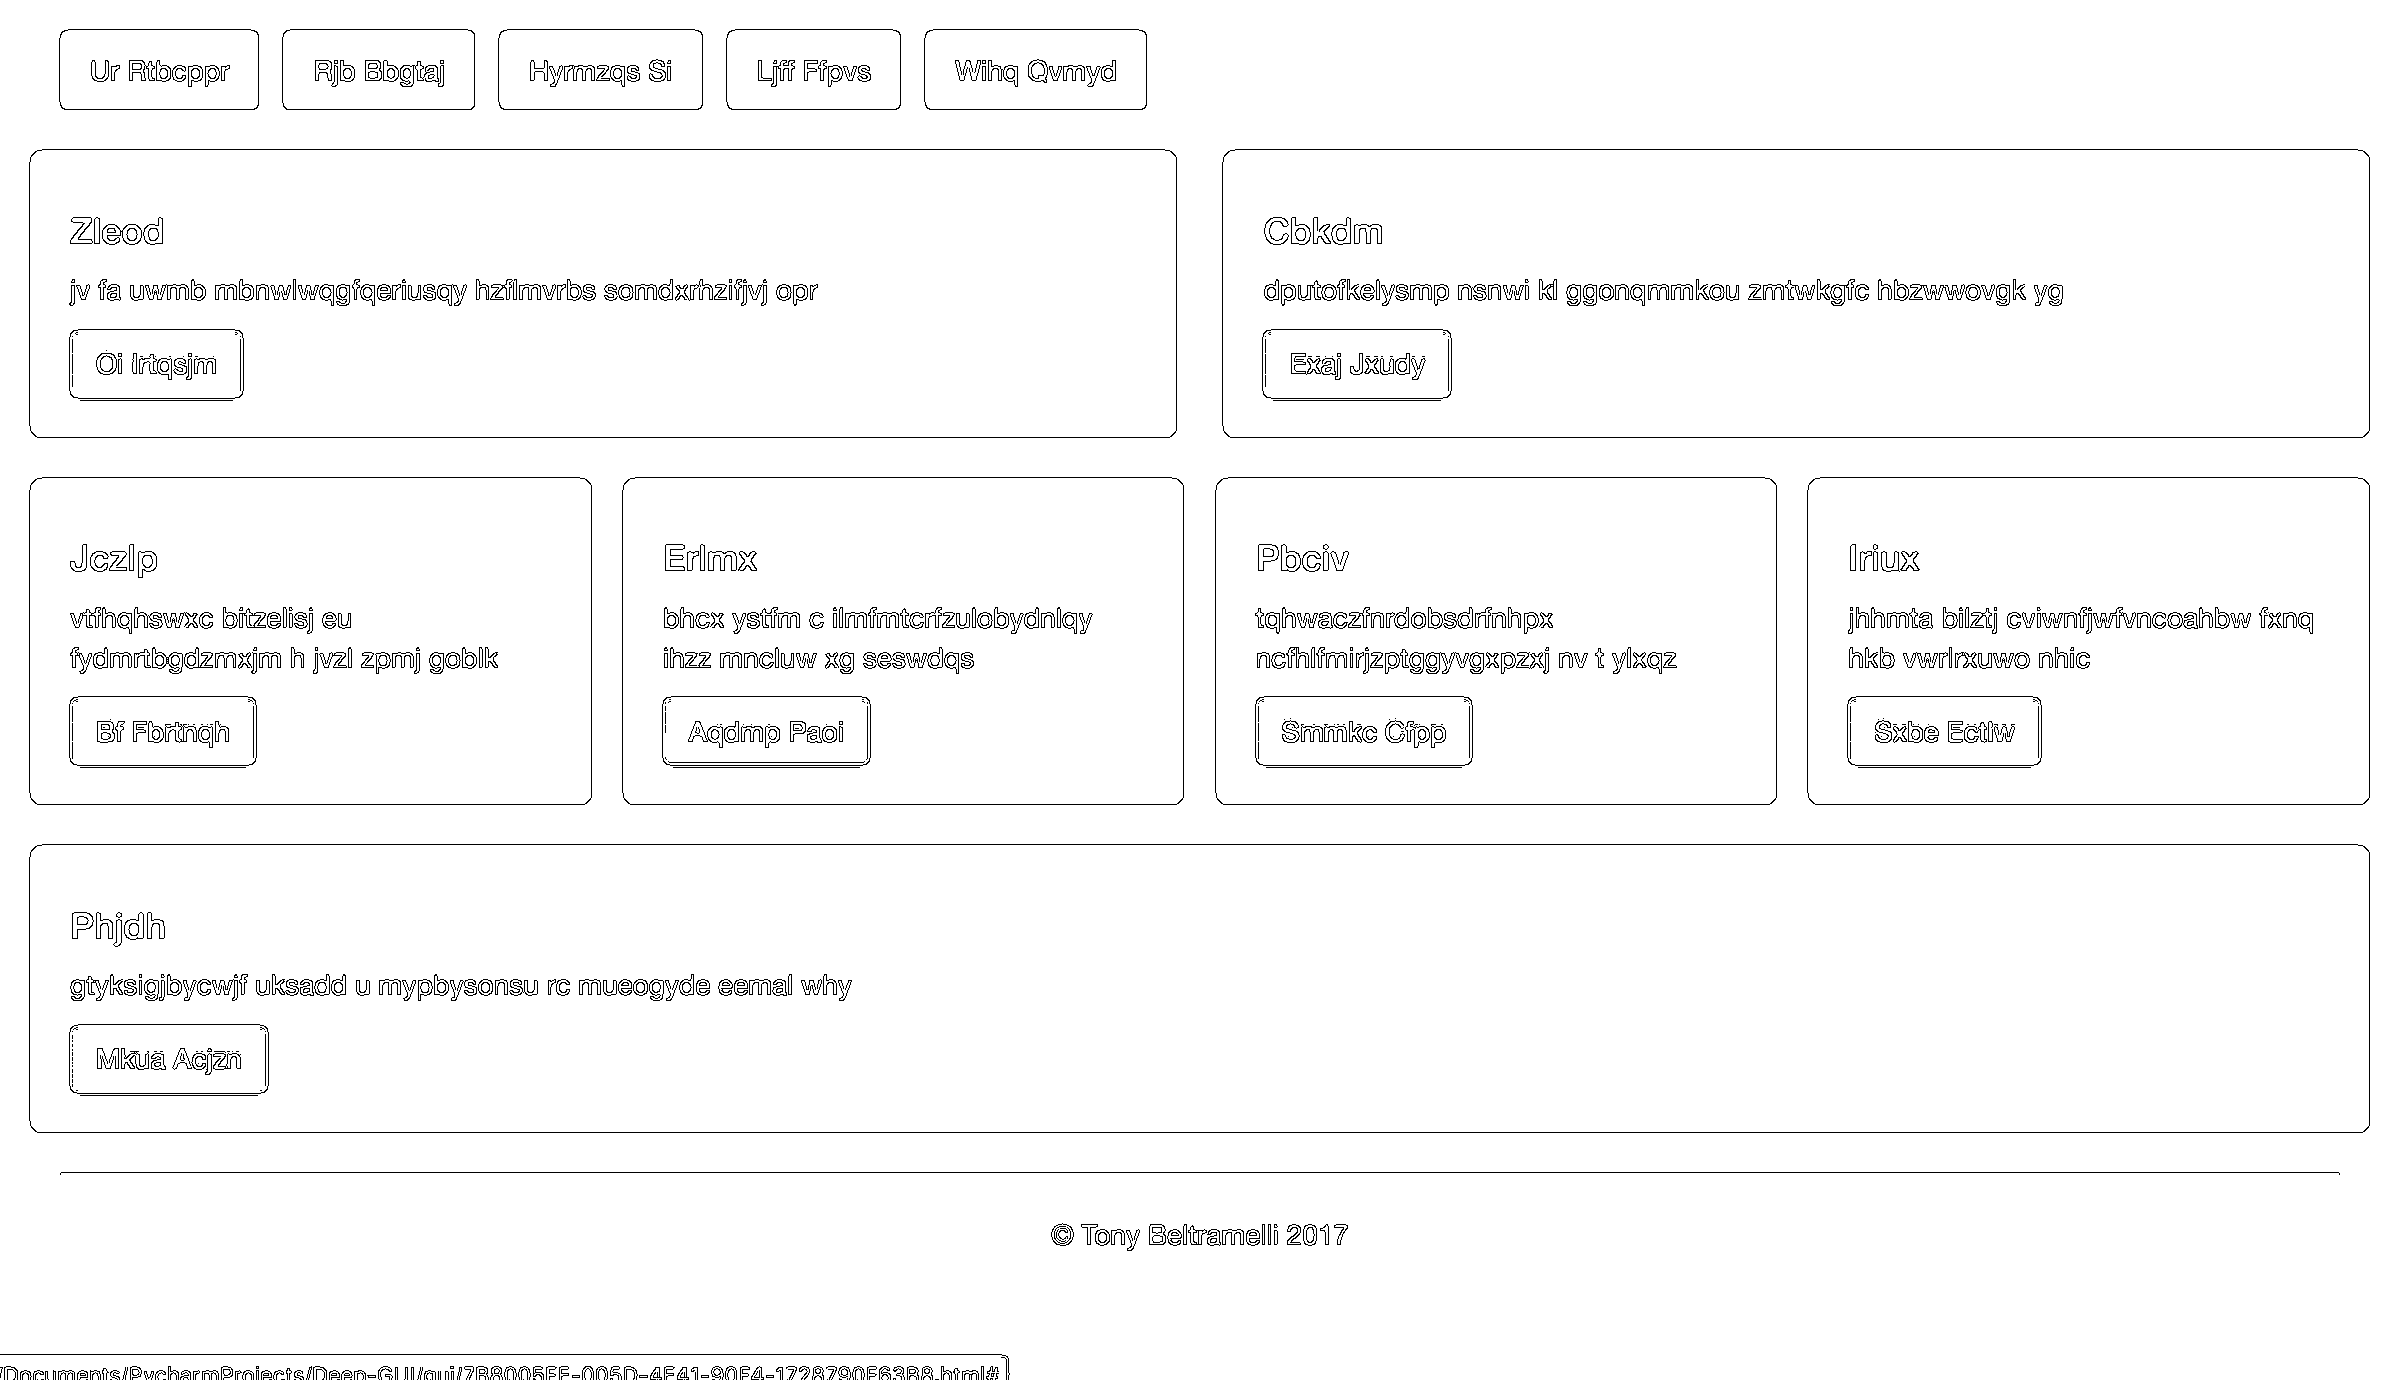 Ur Rtbcppr
Rjb Bbgtaj
Hyrmzqs Si
Ljff Ffpvs
Wihq Qvmyd
Zleod
jv fa uwmb mbnwlwqgfqeriusqy hzflmvrbs somdxrhzifjvj opr
Oi Irtqsjm
Cbkdm
dputofkelysmp nsnwi kl ggonqmmkou zmtwkgfc hbzwwovgk yg
Exaj Jxudy
Jczlp
vtfhqhswxc bitzelisj eu
fydmrtbgdzmxjm h jvzl zpmj goblk
Bf Fbrtnqh
Erlmx
bhcx ystfm c ilmfmtcrfzulobydnlqy
ihzz mncluw xg seswdqs
Aqdmp Paoi
Pbciv
tqhwaczfnrdobsdrfnhpx
ncfhlfmirjzptggyvgxpzxj nv t ylxqz
Smmkc Cfpp
Iriux
jhhmta bilztj cviwnfjwfvncoahbw fxnq
hkb vwrlrxuwo nhic
Sxbe Ectlw
Phjdh
gtyksigjbycwjf uksadd u mypbysonsu rc mueogyde eemal why
Mkua Acjzn
© Tony Beltramelli 2017
/Documents/PycharmProjects/Deep-GUI/gui/7B8005FE-005D-4E41-90E4-1728790E63B8.html#